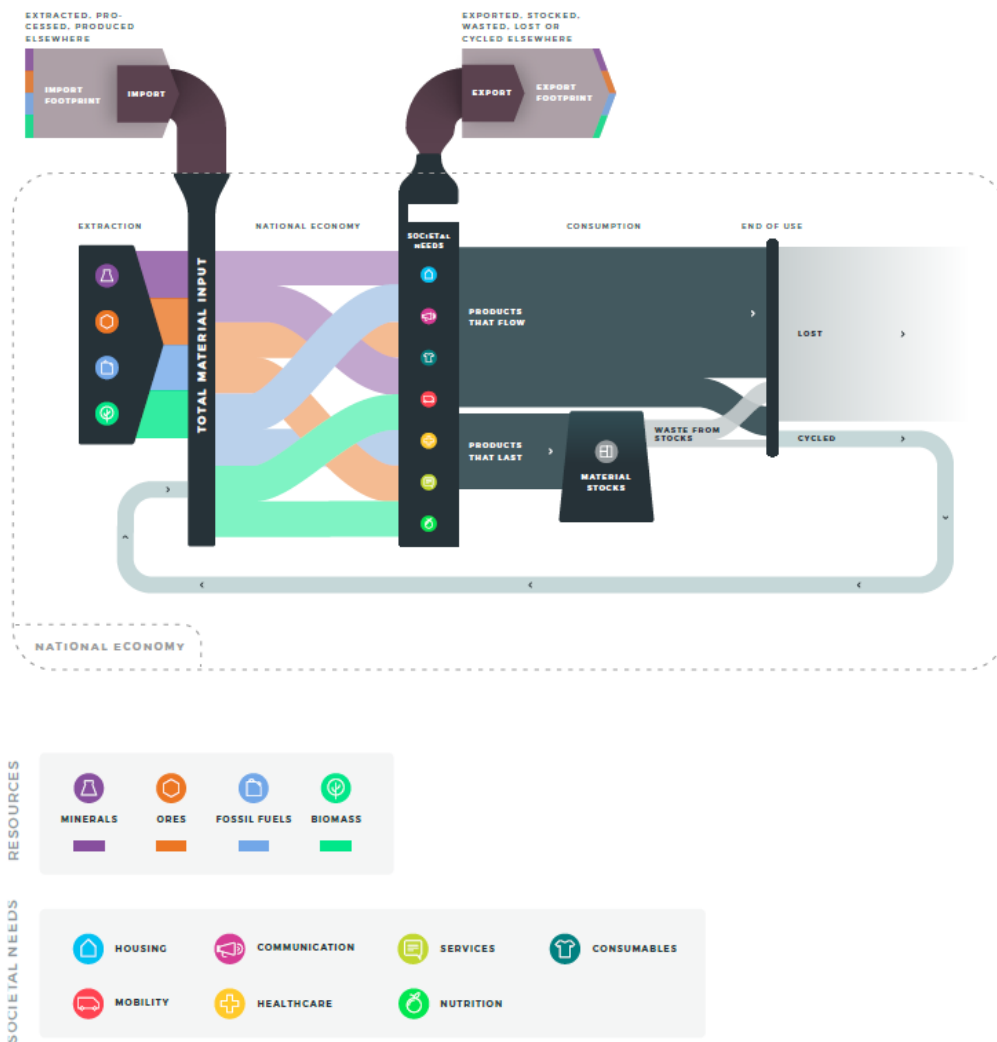 EXTRACTED, PRO-
CESSED, PRODUCED
ELSEWHERE
EXPORTED, STOCKED,
WASTED, LOST OR
CYCLED ELSEWHERE
IMPORT
FOOTPRINT
IMPORT
EXPORT
EXPORT
FOOTPRINT
EXTRACTION
NATIONAL ECONOMY
SOCIETAL
NEEDS
CONSUMPTION
END OF USE
TOTAL MATERIAL INPUT
PRODUCTS
THAT FLOW
LOST
PRODUCTS
THAT LAST
WASTE FROM
STOCKS
CYCLED
MATERIAL
STOCKS
NATIONAL ECONOMY
RESOURCES
MINERALS
ORES
FOSSIL FUELS
BIOMASS
SOCIETAL NEEDS
HOUSING
COMMUNICATION
SERVICES
CONSUMABLES
MOBILITY
HEALTHCARE
NUTRITION